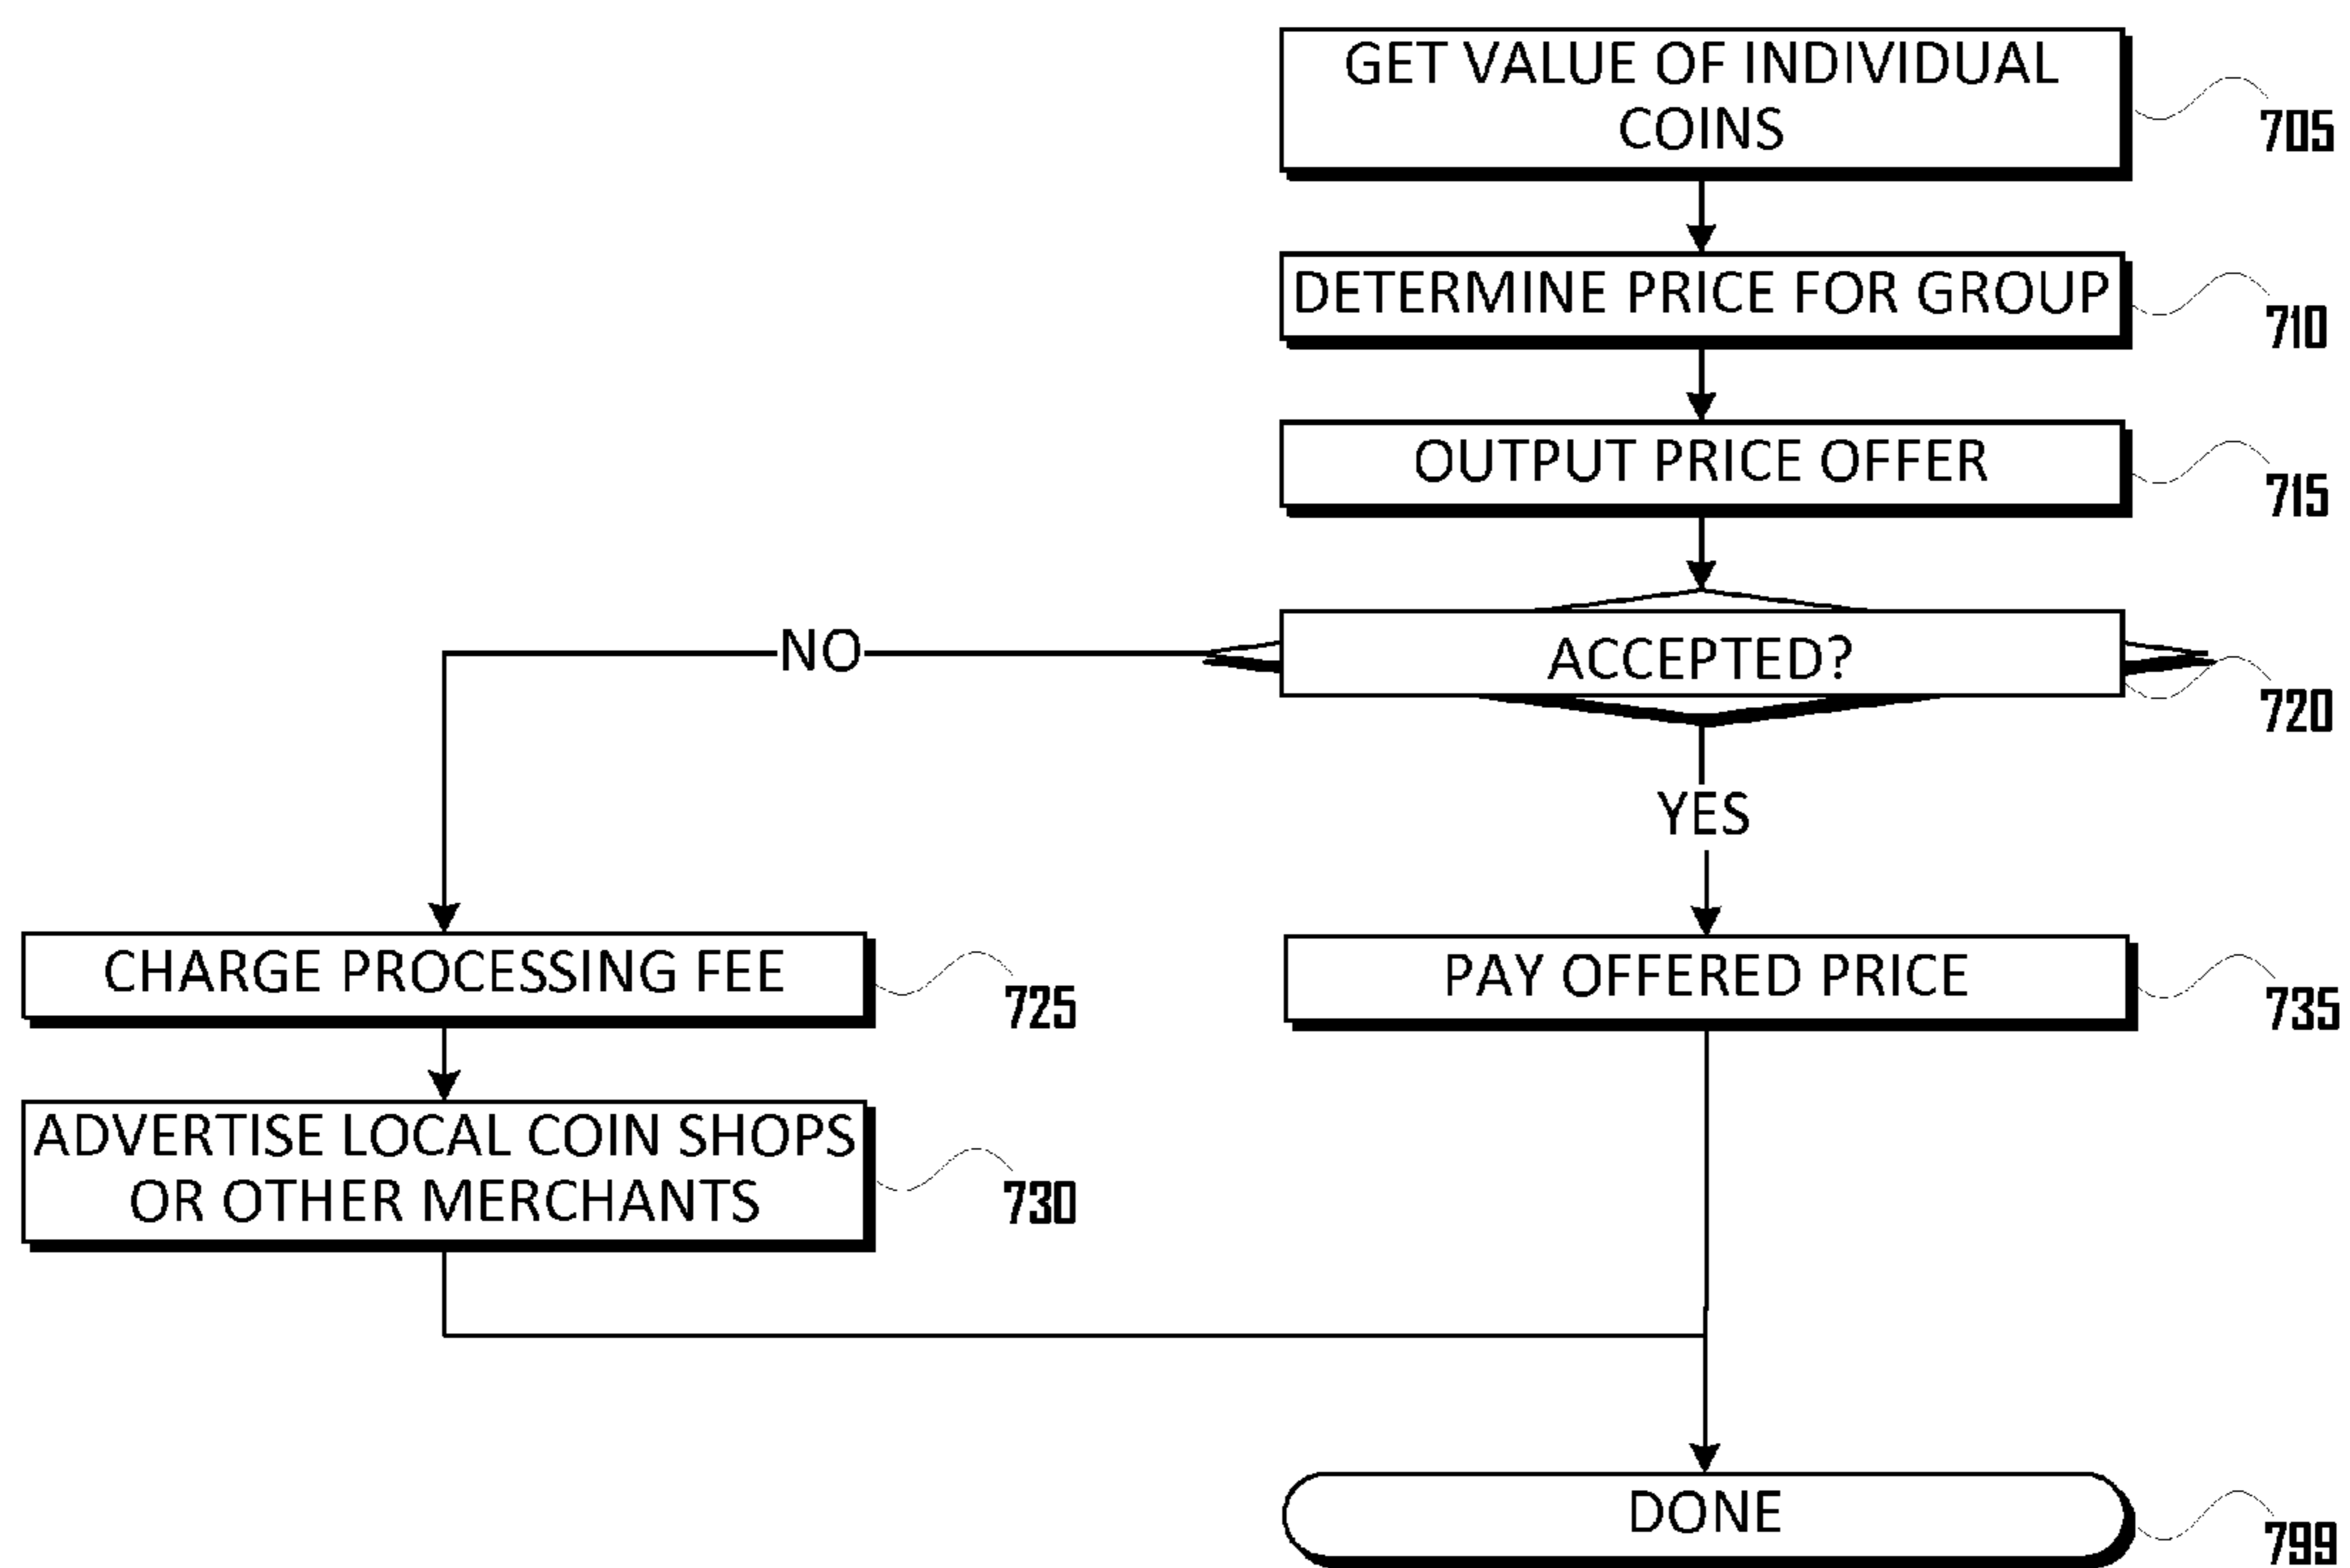 GET VALUE OF INDIVIDUAL
COINS
705
DETERMINE PRICE FOR GROUP
710
OUTPUT PRICE OFFER
715
NO
ACCEPTED?
720
YES
CHARGE PROCESSING FEE
725
PAY OFFERED PRICE
735
ADVERTISE LOCAL COIN SHOPS
OR OTHER MERCHANTS
730
DONE
799